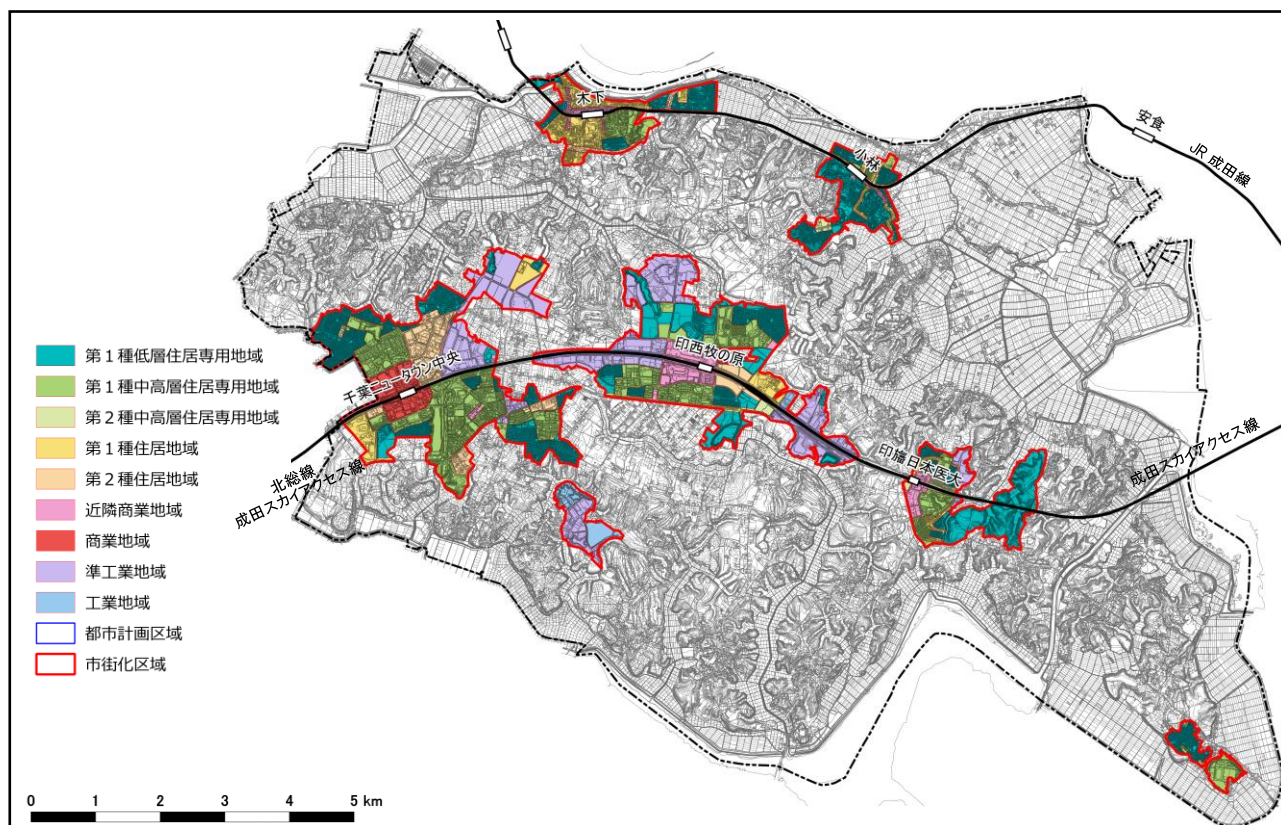 木下
小林
安食
JR 成田線
印西牧の原
千葉ニュータウン中央
印旛日本医大
成田スカイアクセス線
北総線
成田スカイアクセス線
第1種低層住居専用地域
第1種中高層住居専用地域
第2種中高層住居専用地域
第1種住居地域
第2種住居地域
近隣商業地域
商業地域
準工業地域
工業地域
都市計画区域
市街化区域
0 1 2 3 4 5 km